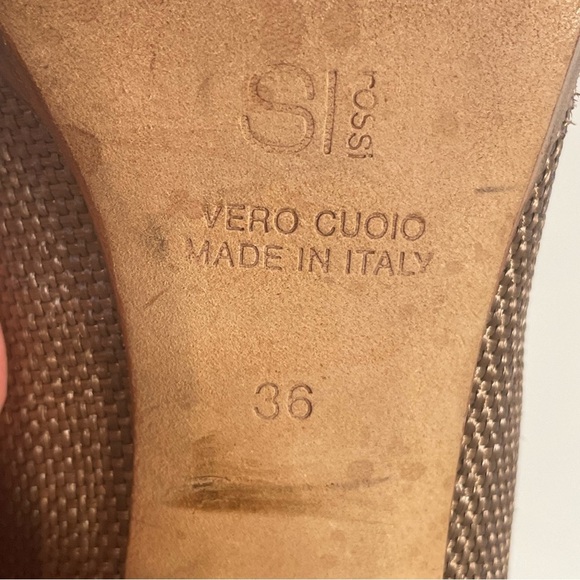 SI rossi
VERO CUOIO
MADE IN ITALY
36